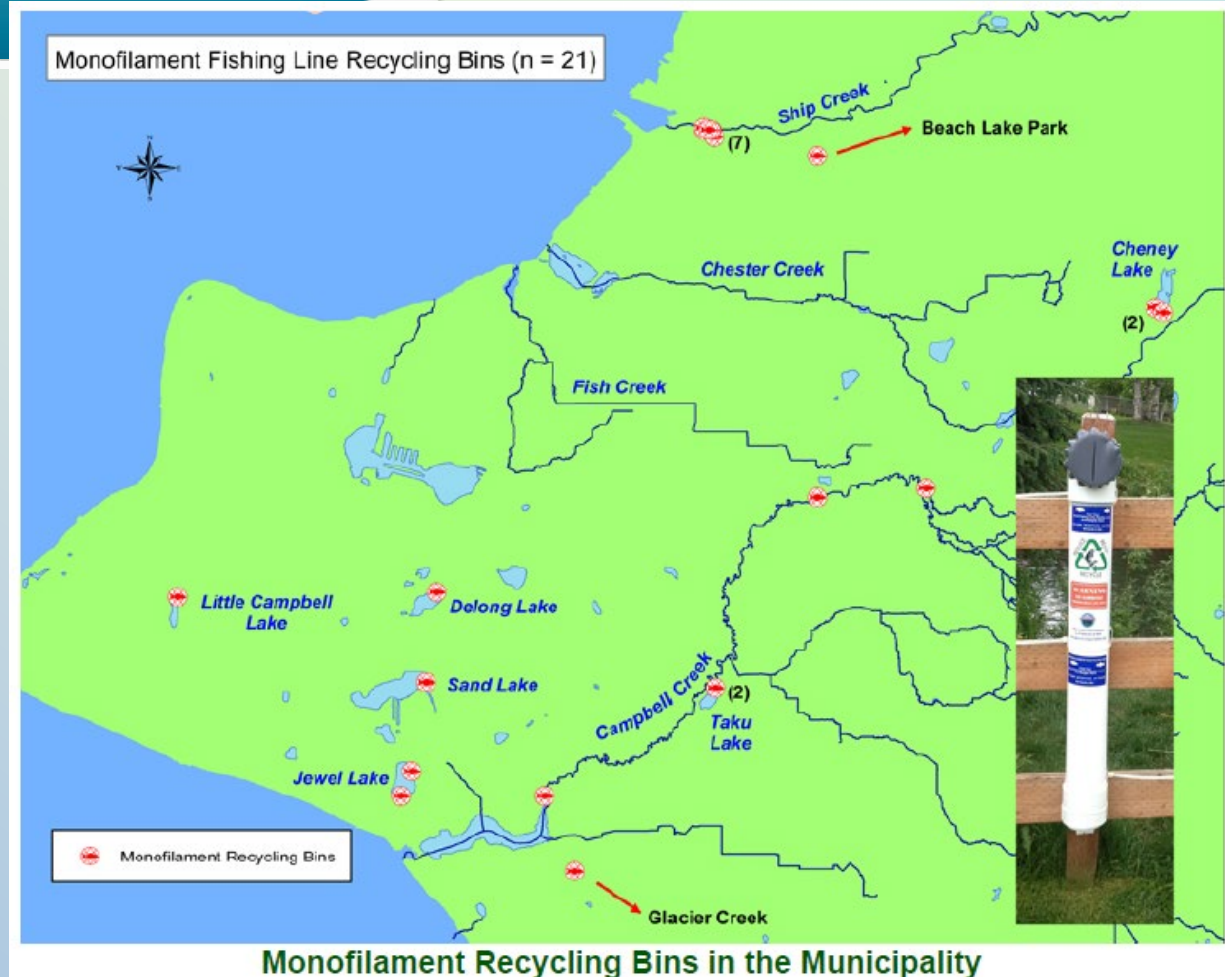 Monofilament Fishing Line Recycling Bins (n = 21)
Ship Creek
(7)
Beach Lake Park
Cheney
Lake
(2)
Chester Creek
Fish Creek
Little Campbell
Lake
Delong Lake
Sand Lake
Campbell Creek
(2)
Taku
Lake
Jewel Lake
RECYCLE
WARNING
Monofilament Recycling Bins
Glacier Creek
Monofilament Recycling Bins in the Municipality